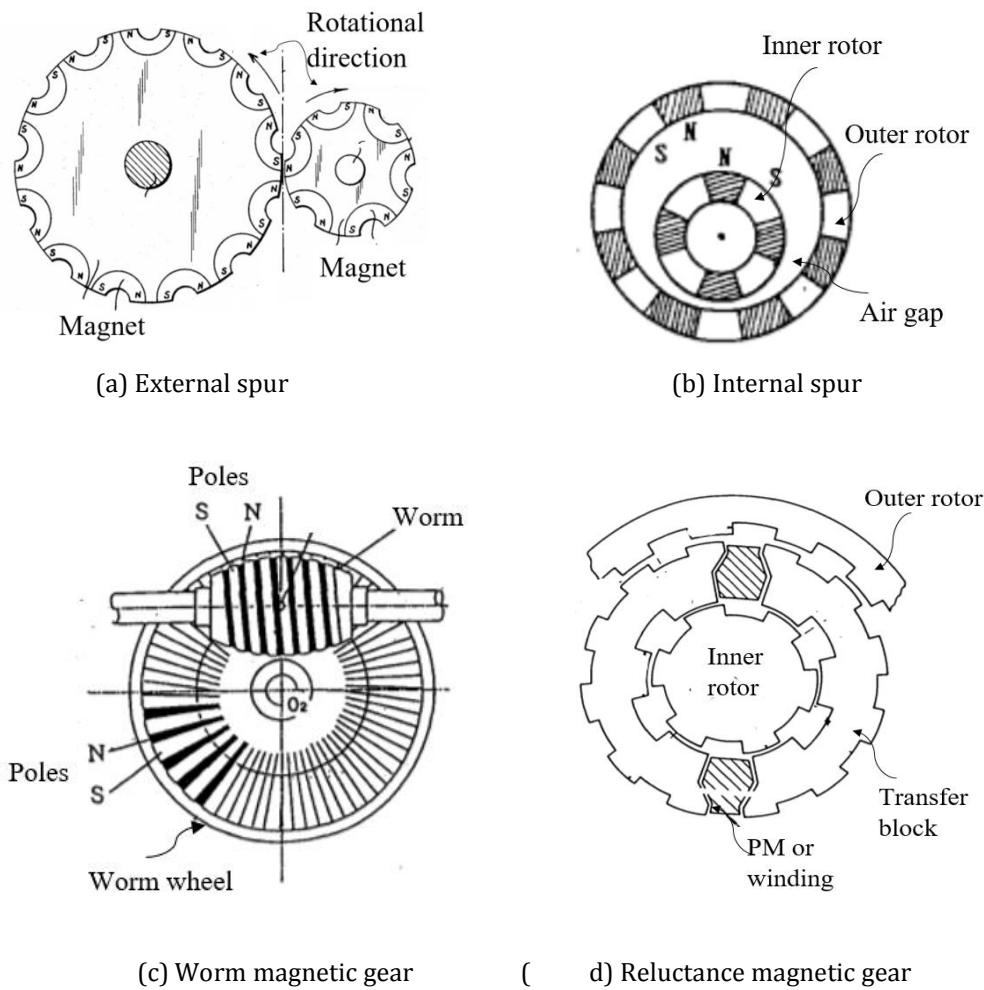 Rotational
direction
N S N S
S N
N S
N S
S N
S N
S N
S N
S N
S N
N S
Magnet
Magnet
(a) External spur
Inner rotor
Outer rotor
N
S
N
S
Air gap
(b) Internal spur
Poles
S N
Worm
O₂
N
Poles
S
Worm wheel
(c) Worm magnetic gear
Outer rotor
Inner
rotor
Transfer
block
PM or
winding
( d) Reluctance magnetic gear